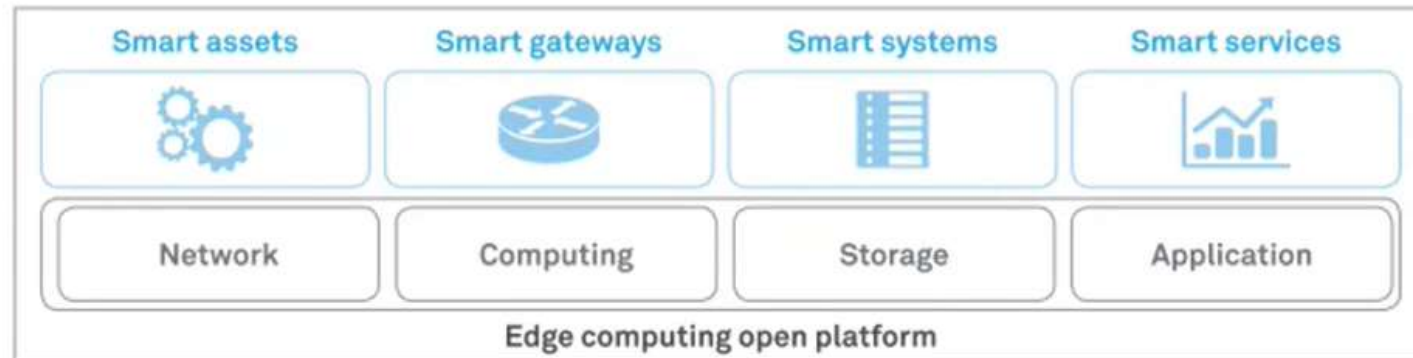 Smart assets Smart gateways Smart systems Smart services
Network Computing Storage Application
Edge computing open platform